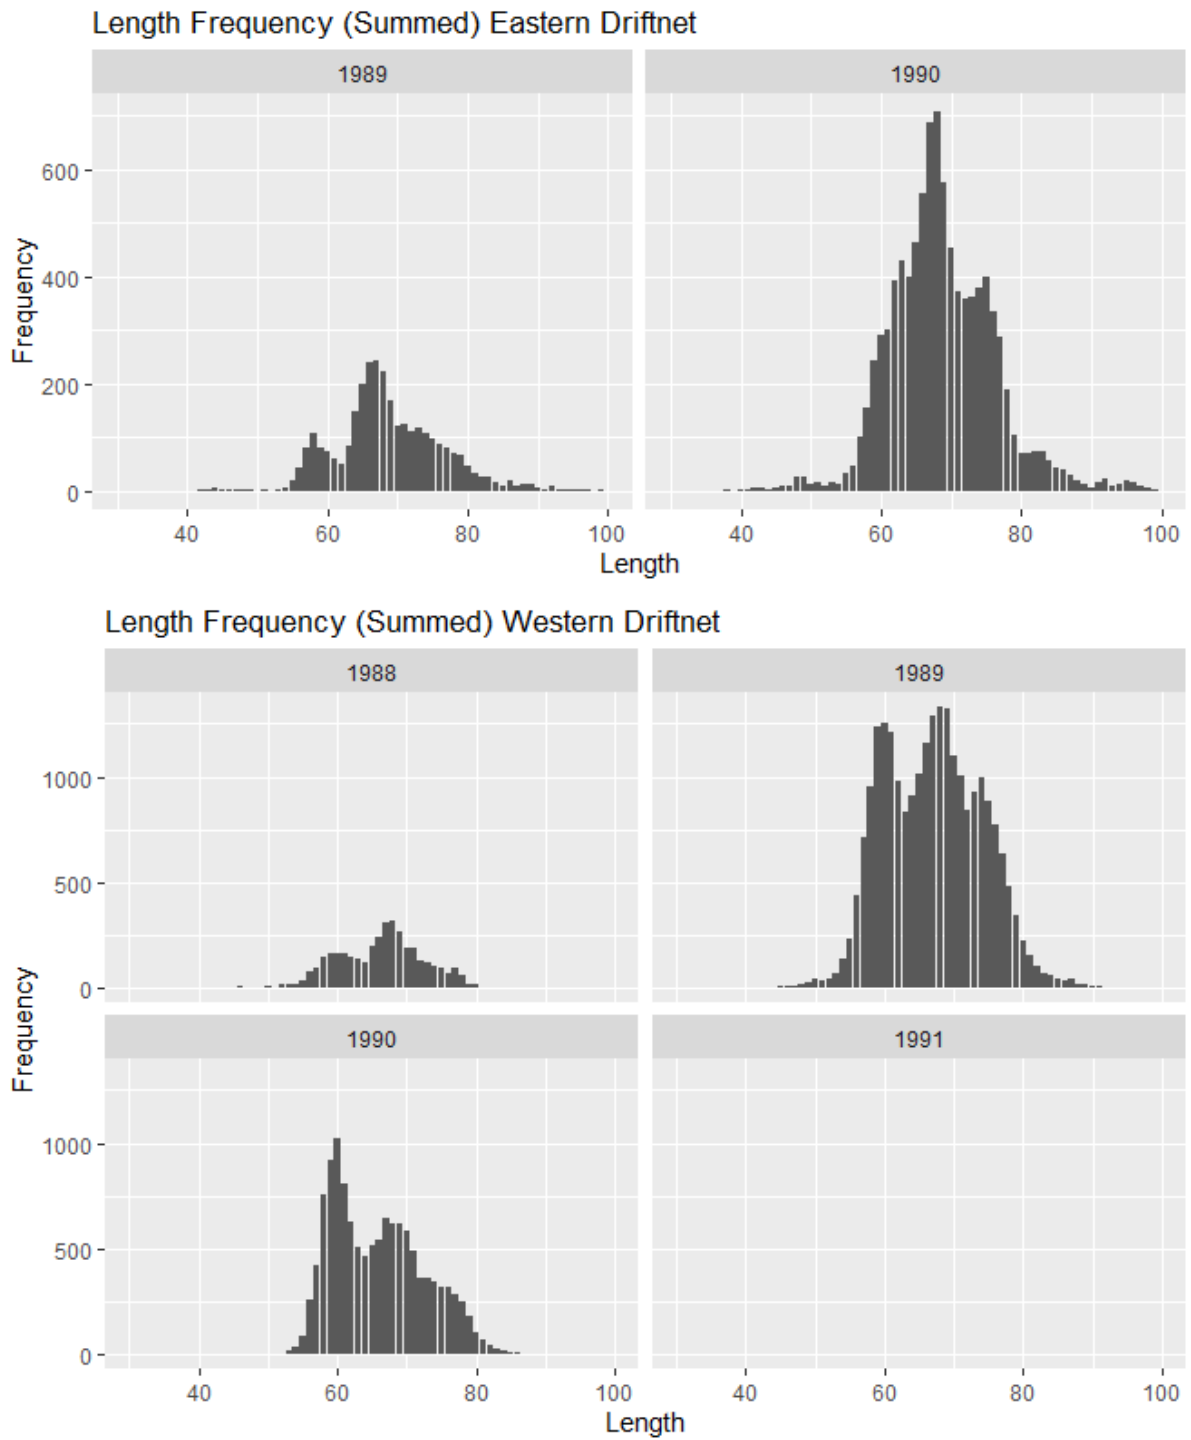 Length Frequency (Summed) Eastern Driftnet
1989 1990
600
400
200
0
Frequency
40 60 80 100 40 60 80 100
Length
Length Frequency (Summed) Western Driftnet
1988 1989
1000
500
0
Frequency
1990 1991
1000
500
0
40 60 80 100 40 60 80 100
Length